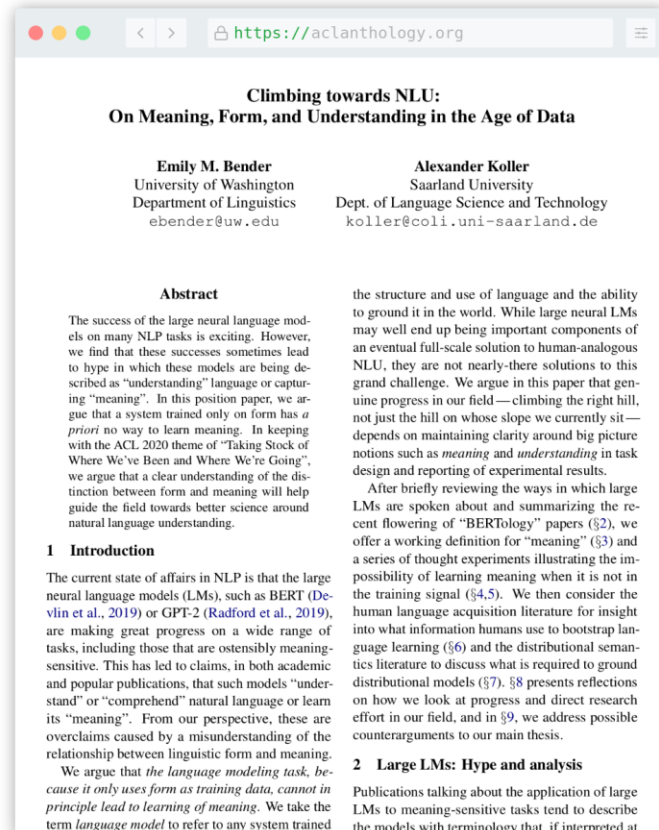 https://aclanthology.org
Climbing towards NLU:
On Meaning, Form, and Understanding in the Age of Data
Emily M. Bender
University of Washington
Department of Linguistics
ebender@uw.edu
Alexander Koller
Saarland University
Dept. of Language Science and Technology
koller@coli.uni-saarland.de
Abstract
The success of the large neural language mod-
els on many NLP tasks is exciting. However,
we find that these successes sometimes lead
to hype in which these models are being de-
scribed as “understanding” language or captur-
ing “meaning”. In this position paper, we ar-
gue that a system trained only on form has a
priori no way to learn meaning. In keeping
with the ACL 2020 theme of “Taking Stock of
Where We’ve Been and Where We’re Going”,
we argue that a clear understanding of the dis-
tinction between form and meaning will help
guide the field towards better science around
natural language understanding.
1 Introduction
The current state of affairs in NLP is that the large
neural language models (LMs), such as BERT (De-
vlin et al., 2019) or GPT-2 (Radford et al., 2019),
are making great progress on a wide range of
tasks, including those that are ostensibly meaning-
sensitive. This has led to claims, in both academic
and popular publications, that such models “under-
stand” or “comprehend” natural language or learn
its “meaning”. From our perspective, these are
overclaims caused by a misunderstanding of the
relationship between linguistic form and meaning.
We argue that the language modeling task, be-
cause it only uses form as training data, cannot in
principle lead to learning of meaning. We take the
term language model to refer to any system trained
the structure and use of language and the ability
to ground it in the world. While large neural LMs
may well end up being important components of
an eventual full-scale solution to human-analogous
NLU, they are not nearly-there solutions to this
grand challenge. We argue in this paper that gen-
uine progress in our field — climbing the right hill,
not just the hill on whose slope we currently sit —
depends on maintaining clarity around big picture
notions such as meaning and understanding in task
design and reporting of experimental results.
After briefly reviewing the ways in which large
LMs are spoken about and summarizing the re-
cent flowering of “BERTology” papers (§2), we
offer a working definition for “meaning” (§3) and
a series of thought experiments illustrating the im-
possibility of learning meaning when it is not in
the training signal (§4,5). We then consider the
human language acquisition literature for insight
into what information humans use to bootstrap lan-
guage learning (§6) and the distributional seman-
tics literature to discuss what is required to ground
distributional models (§7). §8 presents reflections
on how we look at progress and direct research
effort in our field, and in §9, we address possible
counterarguments to our main thesis.
2 Large LMs: Hype and analysis
Publications talking about the application of large
LMs to meaning-sensitive tasks tend to describe
the models with terminology that, if interpreted at